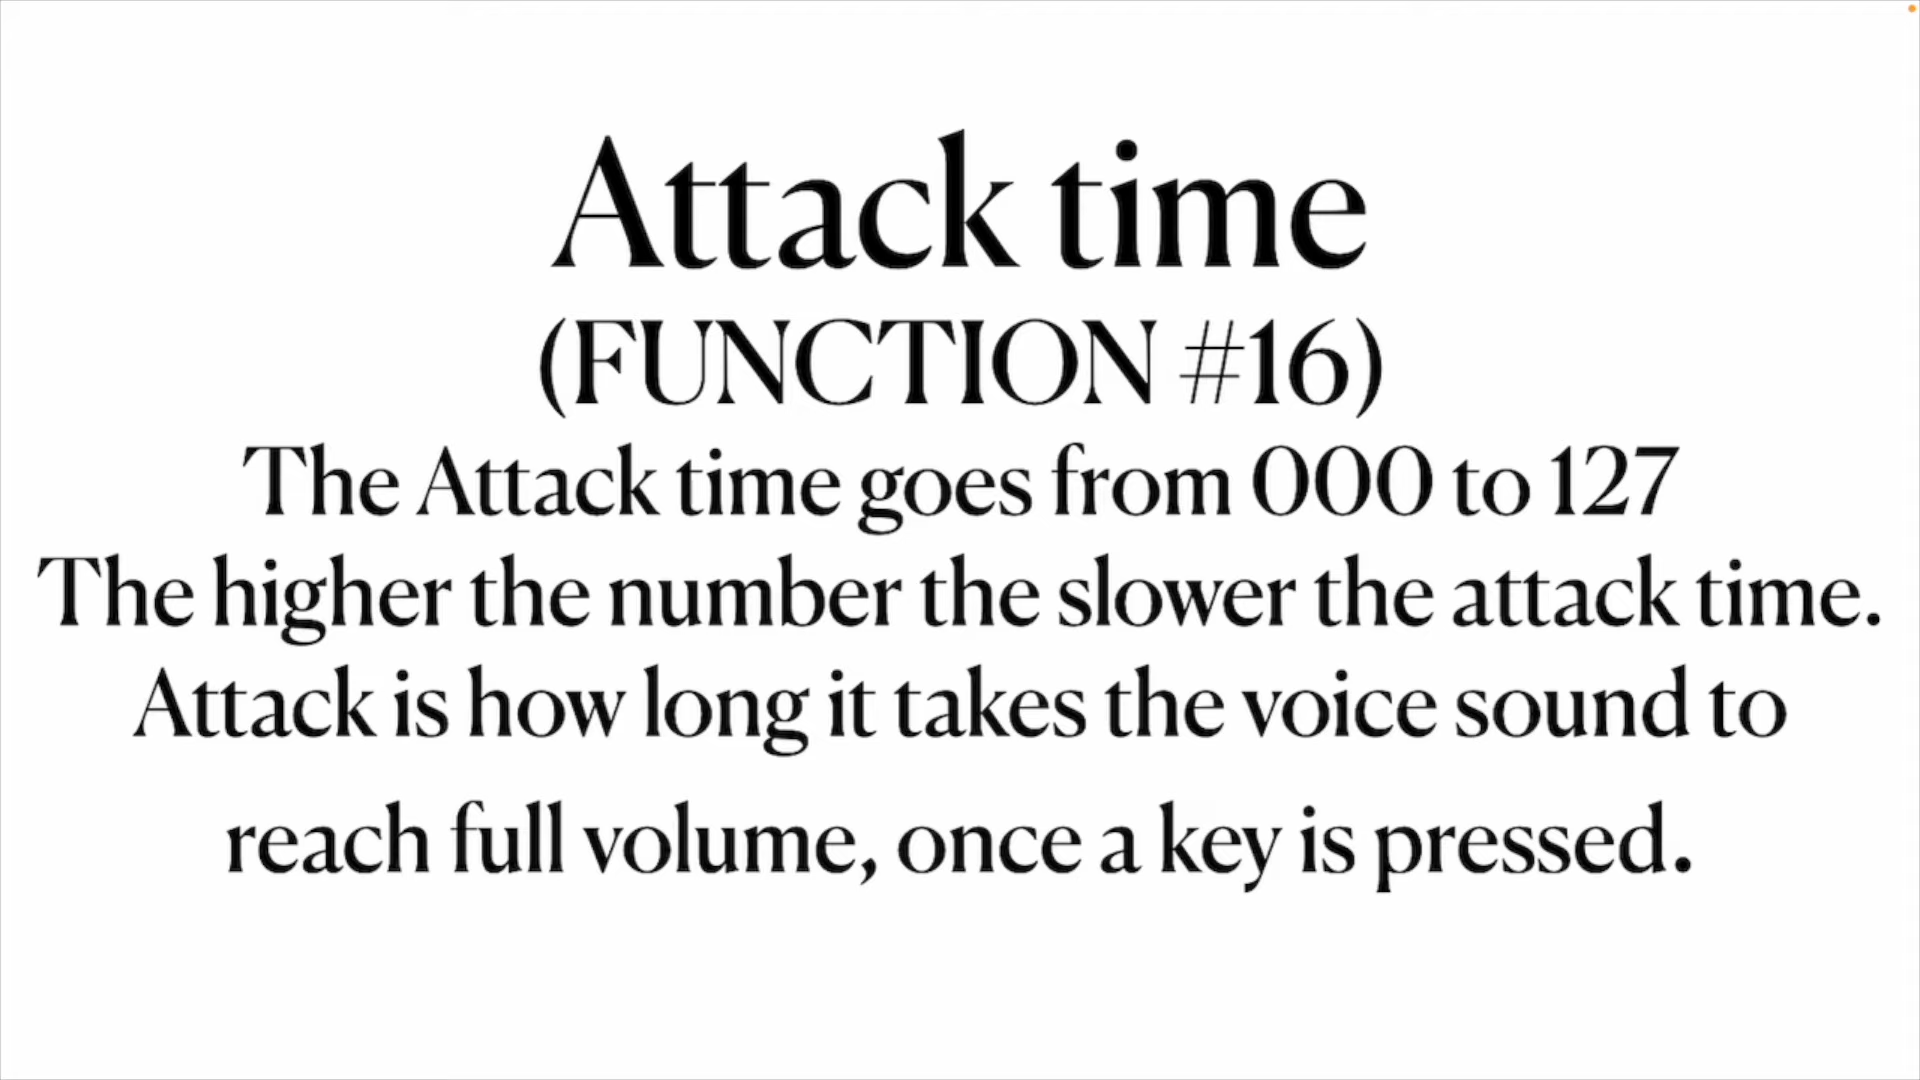 Attack time
(FUNCTION #16)
The Attack time goes from 000 to 127
The higher the number the slower the attack time.
Attack is how long it takes the voice sound to
reach full volume, once a key is pressed.